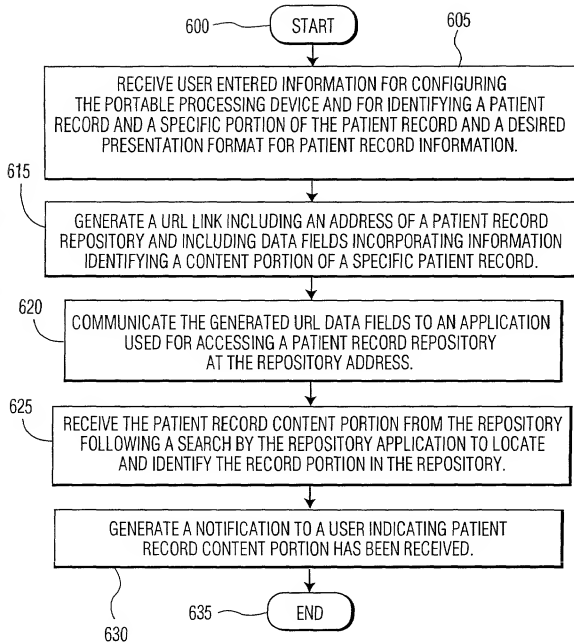 600
START
605
RECEIVE USER ENTERED INFORMATION FOR CONFIGURING
THE PORTABLE PROCESSING DEVICE AND FOR IDENTIFYING A PATIENT
RECORD AND A SPECIFIC PORTION OF THE PATIENT RECORD AND A DESIRED
PRESENTATION FORMAT FOR PATIENT RECORD INFORMATION.
615
GENERATE A URL LINK INCLUDING AN ADDRESS OF A PATIENT RECORD
REPOSITORY AND INCLUDING DATA FIELDS INCORPORATING INFORMATION
IDENTIFYING A CONTENT PORTION OF A SPECIFIC PATIENT RECORD.
620
COMMUNICATE THE GENERATED URL DATA FIELDS TO AN APPLICATION
USED FOR ACCESSING A PATIENT RECORD REPOSITORY
AT THE REPOSITORY ADDRESS.
625
RECEIVE THE PATIENT RECORD CONTENT PORTION FROM THE REPOSITORY
FOLLOWING A SEARCH BY THE REPOSITORY APPLICATION TO LOCATE
AND IDENTIFY THE RECORD PORTION IN THE REPOSITORY.
GENERATE A NOTIFICATION TO A USER INDICATING PATIENT
RECORD CONTENT PORTION HAS BEEN RECEIVED.
630
635
END